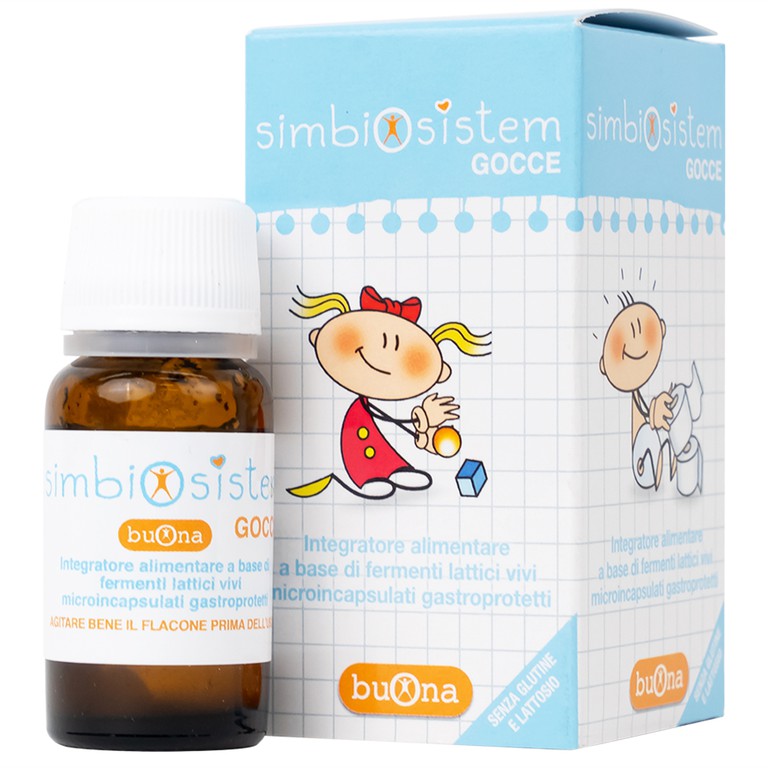 simbiosistem
GOCCE
Integratore alimentare
a base di fermenti lattici vivi
microincapsulati gastroprotetti
buona
SENZA GLUTINE
E LATTOSIO
simbiosistem
GOCCE
Integratore alimentare
a base di fermenti lattici vivi
microincapsulati gastroprotetti
buona
simbiosiste
buona
GOCC
Integratore alimentare a base di
fermenti lattici vivi
microincapsulati gastroprotetti
AGITARE BENE IL FLACONE PRIMA DELL'U